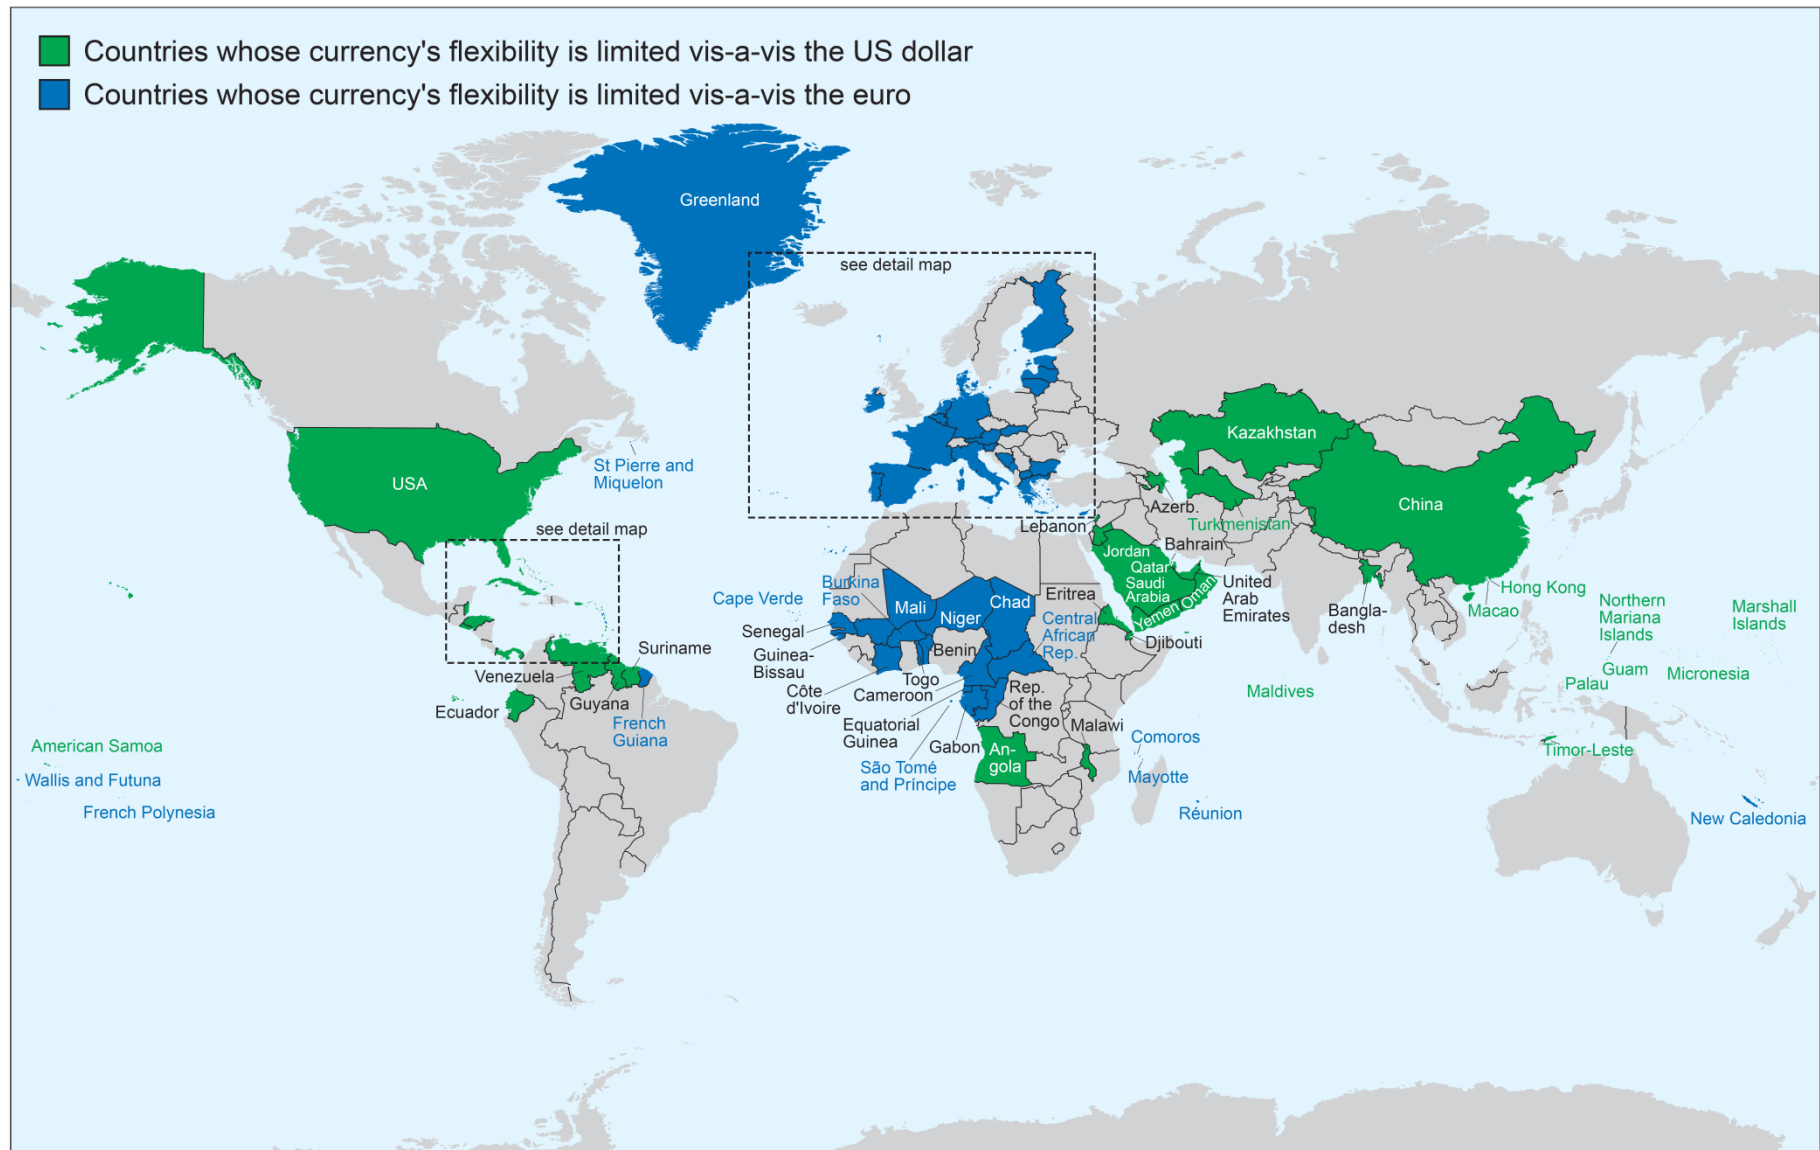 Countries whose currency's flexibility is limited vis-a-vis the US dollar
Countries whose currency's flexibility is limited vis-a-vis the euro
Greenland
see detail map
USA
St Pierre and
Miquelon
see detail map
Kazakhstan
China
Azerb.
Turkmenistan
Lebanon
Jordan
Bahrain
Qatar
Saudi
Arabia
Yemen
Oman
United
Arab
Emirates
Bangla-
desh
Hong Kong
Macao
Northern
Mariana
Islands
Marshall
Islands
Guam
Micronesia
Palau
Maldives
Timor-Leste
New Caledonia
Eritrea
Djibouti
Cape Verde
Burkina
Faso
Mali
Niger
Chad
Central
African
Rep.
Senegal
Guinea-
Bissau
Côte
d'Ivoire
Benin
Togo
Cameroon
Equatorial
Guinea
Gabon
São Tomé
and Príncipe
Rep.
of the
Congo
An-
gola
Malawi
Comoros
Mayotte
Réunion
Suriname
Venezuela
Guyana
Ecuador
French
Guiana
American Samoa
Wallis and Futuna
French Polynesia